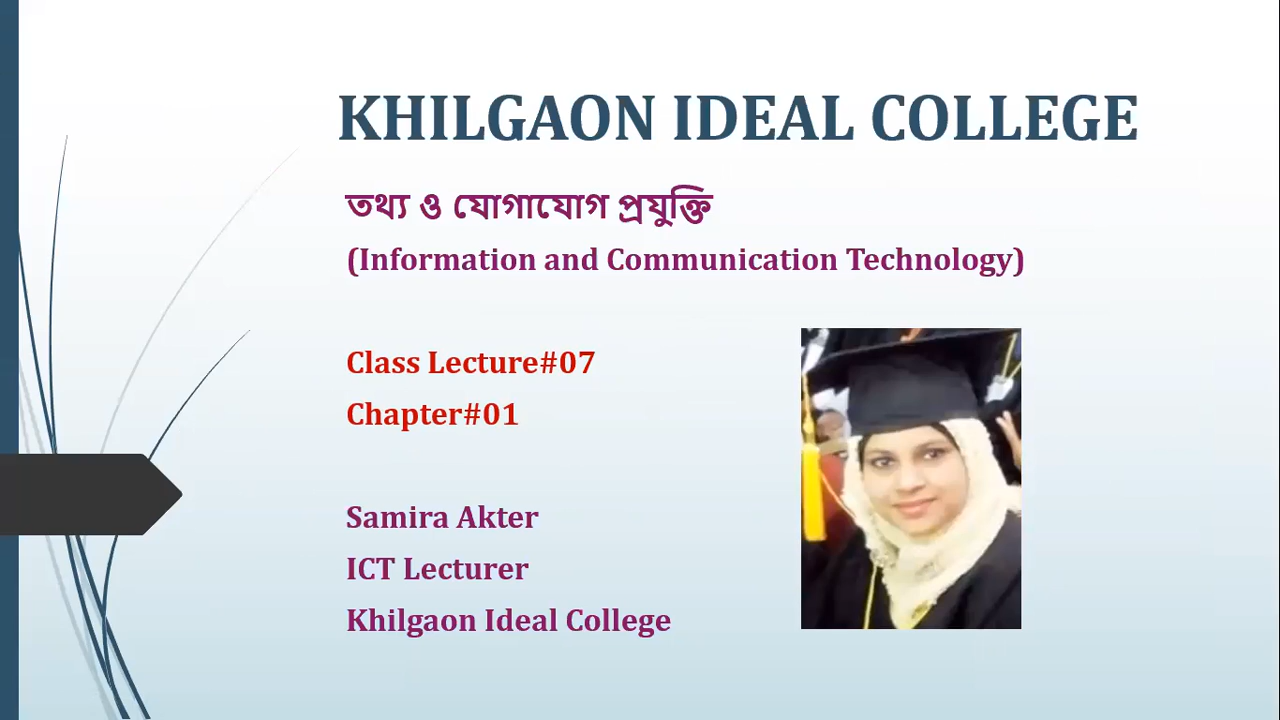 KHILGAON IDEAL COLLEGE
তথ্য ও যোগাযোগ প্রযুক্তি
(Information and Communication Technology)
Class Lecture#07
Chapter#01
Samira Akter
ICT Lecturer
Khilgaon Ideal College